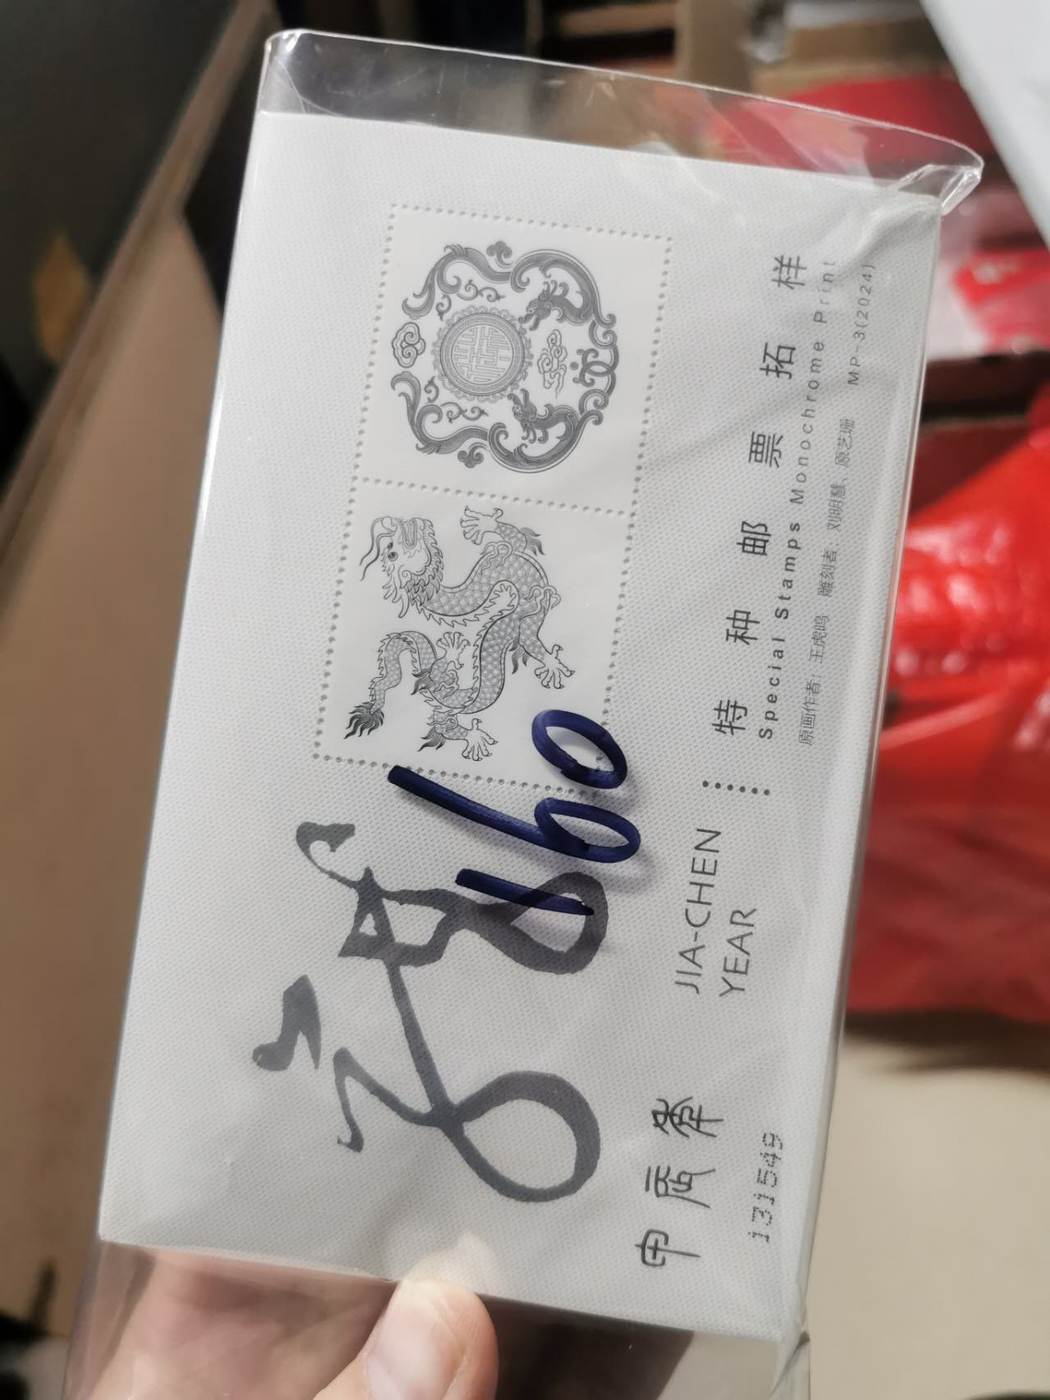 160
甲辰年
JIA-CHEN
YEAR
特种邮票拓样
Special Stamps Monochrome Print
原画作者：王虎鸣 雕刻者：刘明慧、原艺珊 MP-3(2024)
131549